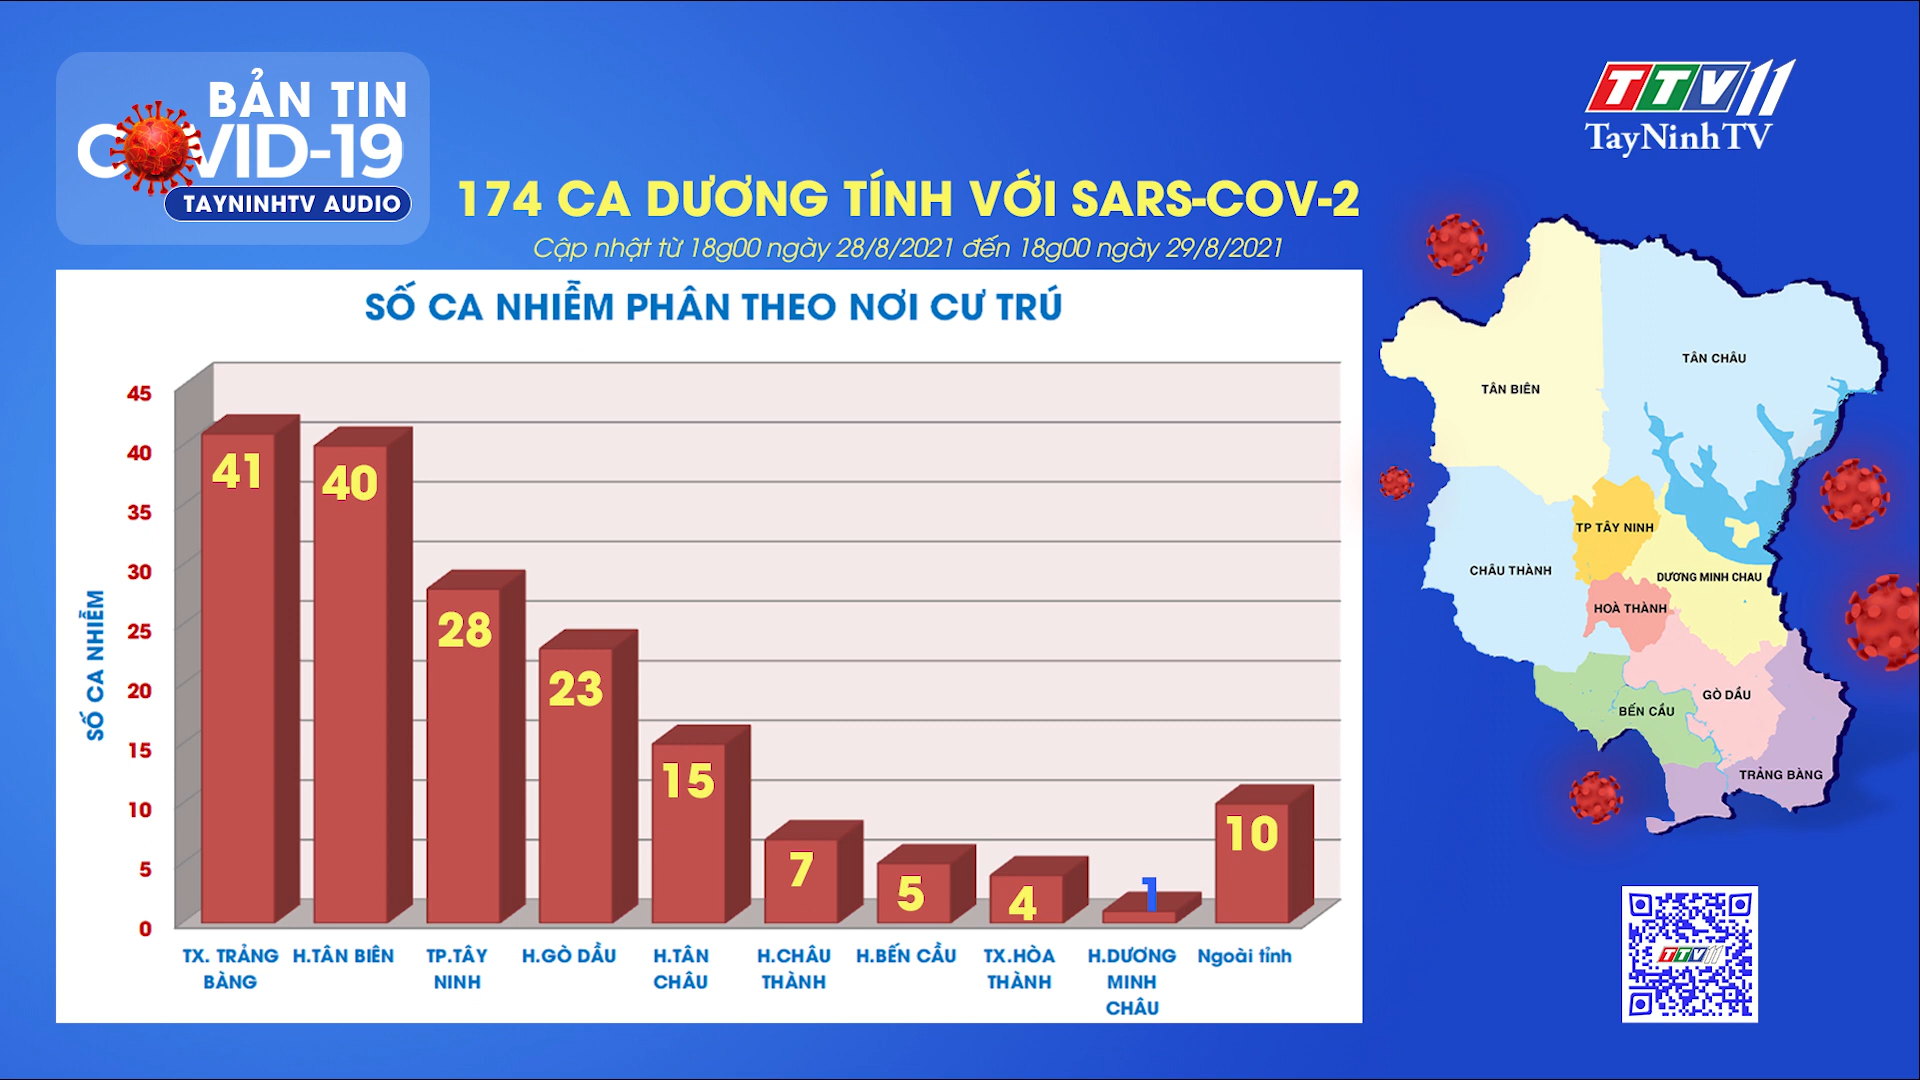 BẢN TIN
COVID-19
TAYNINHTV AUDIO
TTV11
TayNinhTV
174 CA DƯƠNG TÍNH VỚI SARS-COV-2
Cập nhật từ 18g00 ngày 28/8/2021 đến 18g00 ngày 29/8/2021
SỐ CA NHIỄM PHÂN THEO NƠI CƯ TRÚ
SỐ CA NHIỄM
45
40
35
30
25
20
15
10
5
0
41
40
28
23
15
7
5
4
1
10
TX. TRẢNG BÀNG
H.TÂN BIÊN
TP.TÂY NINH
H.GÒ DẦU
H.TÂN CHÂU
H.CHÂU THÀNH
H.BẾN CẦU
TX.HÒA THÀNH
H.DƯƠNG MINH CHÂU
Ngoài tỉnh
TÂN CHÂU
TÂN BIÊN
TP TÂY NINH
CHÂU THÀNH
DƯƠNG MINH CHAU
HOÀ THÀNH
GÒ DẦU
BẾN CẦU
TRẢNG BÀNG
TTV11